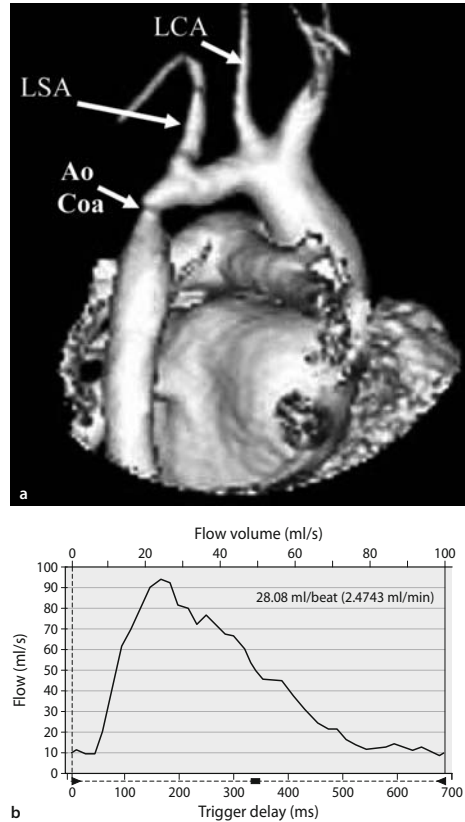 LCA
LSA
Ao
Coa
a
Flow volume (ml/s)
0 20 40 60 80 100
100
90
80
70
60
50
40
30
20
10
0
28.08 ml/beat (2.4743 ml/min)
Flow (ml/s)
0 100 200 300 400 500 600 700
Trigger delay (ms)
b